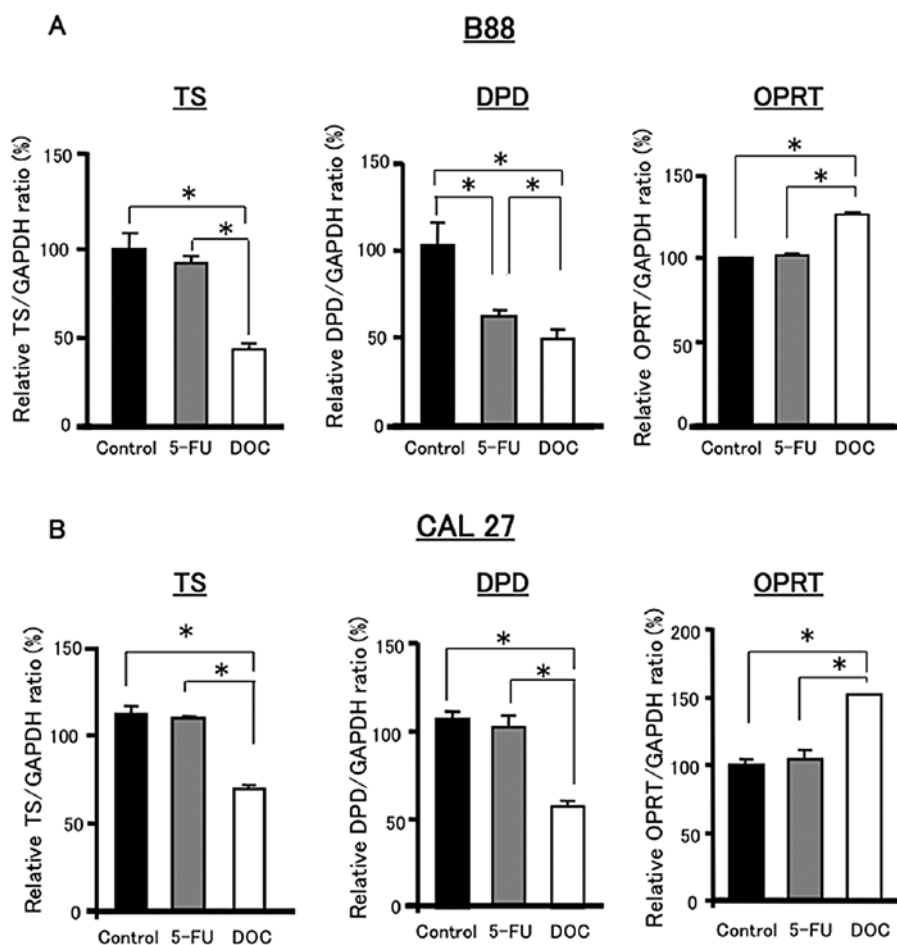 A
B88
TS
DPD
OPRT
Relative TS/GAPDH ratio (%)
150
100
50
0
*
*
Control 5-FU DOC
Relative DPD/GAPDH ratio (%)
150
100
50
0
*
*
*
Control 5-FU DOC
Relative OPRT/GAPDH ratio (%)
150
100
50
0
*
*
Control 5-FU DOC
B
CAL 27
TS
DPD
OPRT
Relative TS/GAPDH ratio (%)
150
100
50
0
*
*
Control 5-FU DOC
Relative DPD/GAPDH ratio (%)
150
100
50
0
*
*
Control 5-FU DOC
Relative OPRT/GAPDH ratio (%)
200
150
100
50
0
*
*
Control 5-FU DOC